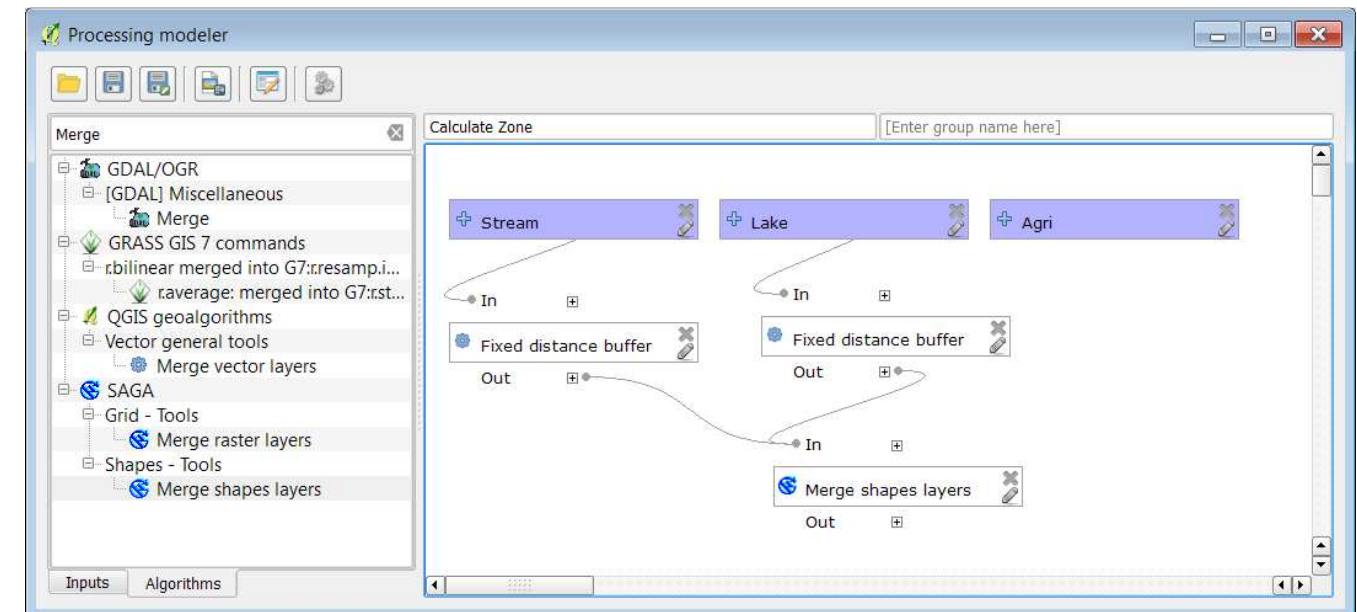 Processing modeler
Merge
GDAL/OGR
[GDAL] Miscellaneous
Merge
GRASS GIS 7 commands
r.bilinear merged into G7:r.resamp.i...
r.average: merged into G7:r.st...
QGIS geoalgorithms
Vector general tools
Merge vector layers
SAGA
Grid - Tools
Merge raster layers
Shapes - Tools
Merge shapes layers
Inputs Algorithms
Calculate Zone [Enter group name here]
Stream Lake Agri
In In
Fixed distance buffer Fixed distance buffer
Out Out
In
Merge shapes layers
Out